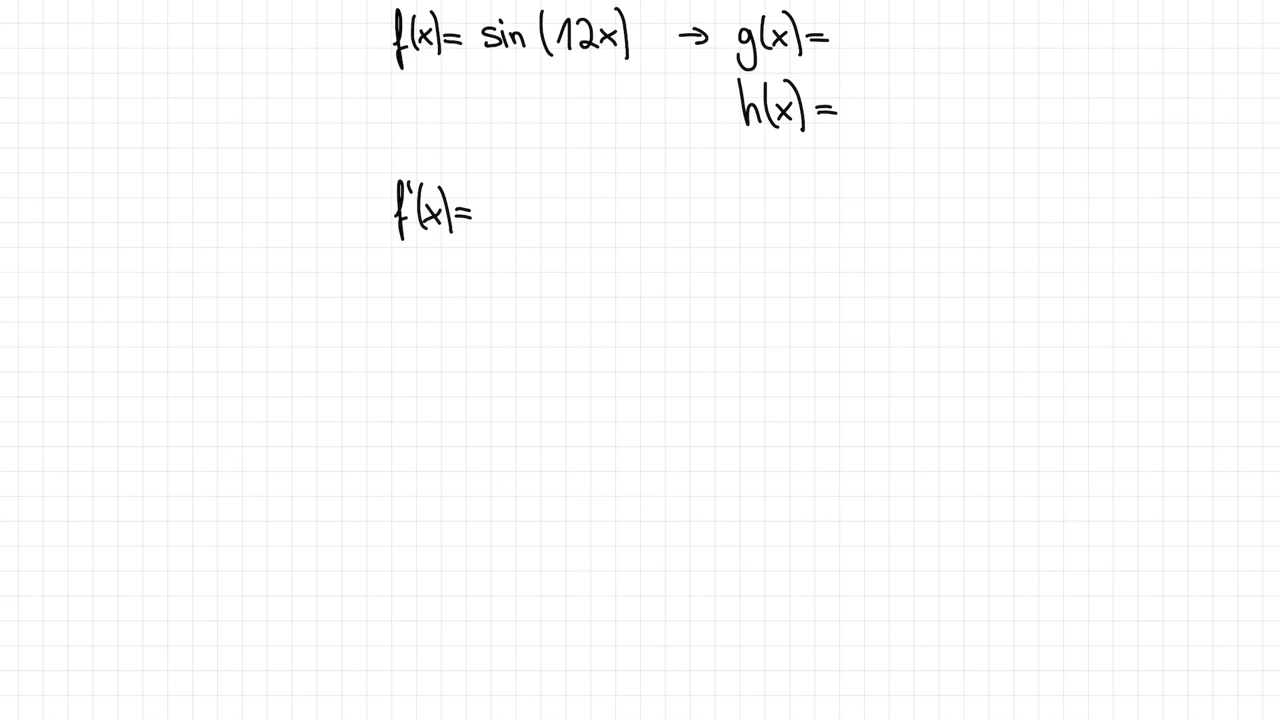 f(x)= sin (12x) → g(x)=
h(x) =
f'(x)=